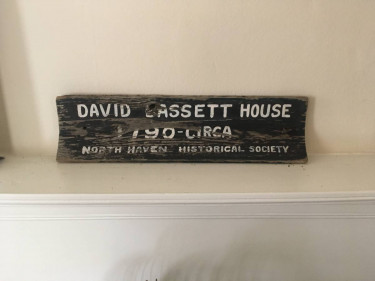 DAVID BASSETT HOUSE
1790-CIRCA
NORTH HAVEN HISTORICAL SOCIETY